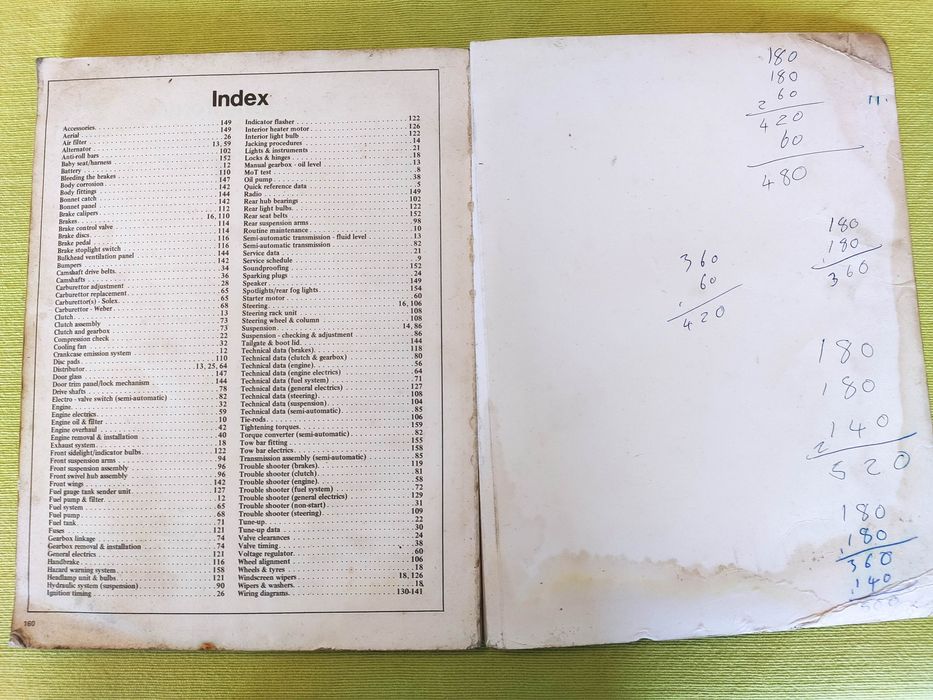 Index
Accessories 149
Aerial 149
Air filter 26
Alternator 13, 59
Anti-roll bars 102
Baby seat/harness 152
Battery 12
Bleeding the brakes 110
Body corrosion 147
Body fittings 142
Bonnet catch 144
Bonnet panel 142
Brake calipers 112
Brakes 16, 110
Brake control valve 114
Brake discs 114
Brake pedal 116
Brake stoplight switch 116
Bulkhead ventilation panel 144
Bumpers 142
Camshaft drive belts 34
Camshafts 36
Carburettor adjustment 28
Carburettor replacement 65
Carburettor(s) - Solex 65
Carburettor - Weber 68
Clutch 13
Clutch assembly 73
Clutch and gearbox 73
Compression check 22
Cooling fan 32
Crankcase emission system 12
Disc pads 110
Distributor 13, 25, 64
Door glass 147
Door trim panel/lock mechanism 144
Drive shafts 78
Electro - valve switch (semi-automatic) 82
Engine 32
Engine electrics 59
Engine oil & filter 10
Engine overhaul 42
Engine removal & installation 40
Exhaust system 18
Front sidelight/indicator bulbs 122
Front suspension arms 94
Front suspension assembly 96
Front swivel hub assembly 96
Front wings 142
Fuel gauge tank sender unit 127
Fuel pump & filter 12
Fuel system 65
Fuel pump 68
Fuel tank 71
Fuses 121
Gearbox linkage 74
Gearbox removal & installation 74
General electrics 121
Handbrake 116
Hazard warning system 158
Headlamp unit & bulbs 121
Hydraulic system (suspension) 90
Ignition timing 26
Indicator flasher 122
Interior heater motor 126
Interior light bulb 122
Jacking procedures 14
Lights & instruments 21
Locks & hinges 18
Manual gearbox - oil level 13
MoT test 8
Oil pump 38
Quick reference data 5
Radio 149
Rear hub bearings 102
Rear light bulbs 122
Rear seat belts 152
Rear suspension arms 98
Routine maintenance 10
Semi-automatic transmission - fluid level 13
Semi-automatic transmission 82
Service data 21
Service schedule 9
Soundproofing 152
Sparking plugs 24
Speaker 149
Spotlights/rear fog lights 154
Starter motor 60
Steering 16, 106
Steering rack unit 108
Steering wheel & column 108
Suspension 14, 86
Suspension - checking & adjustment 86
Tailgate & boot lid 144
Technical data (brakes) 118
Technical data (clutch & gearbox) 80
Technical data (engine) 56
Technical data (engine electrics) 64
Technical data (fuel system) 71
Technical data (general electrics) 127
Technical data (steering) 108
Technical data (suspension) 104
Technical data (semi-automatic) 85
Tie-rods 106
Tightening torques 159
Torque converter (semi-automatic) 82
Tow bar fitting 155
Tow bar electrics 158
Transmission assembly (semi-automatic) 85
Trouble shooter (brakes) 119
Trouble shooter (clutch) 81
Trouble shooter (engine) 58
Trouble shooter (fuel system) 72
Trouble shooter (general electrics) 129
Trouble shooter (non-start) 31
Trouble shooter (steering) 109
Tune-up 22
Tune-up data 30
Valve clearances 24
Valve timing 38
Voltage regulator 60
Wheel alignment 106
Wheels & tyres 18
Windscreen wipers 18, 126
Wipers & washers 18
Wiring diagrams 130-141
160
180
180
60
2
420
60
480
11
180
180
360
360
60
420
180
180
140
2
520
180
180
360
140